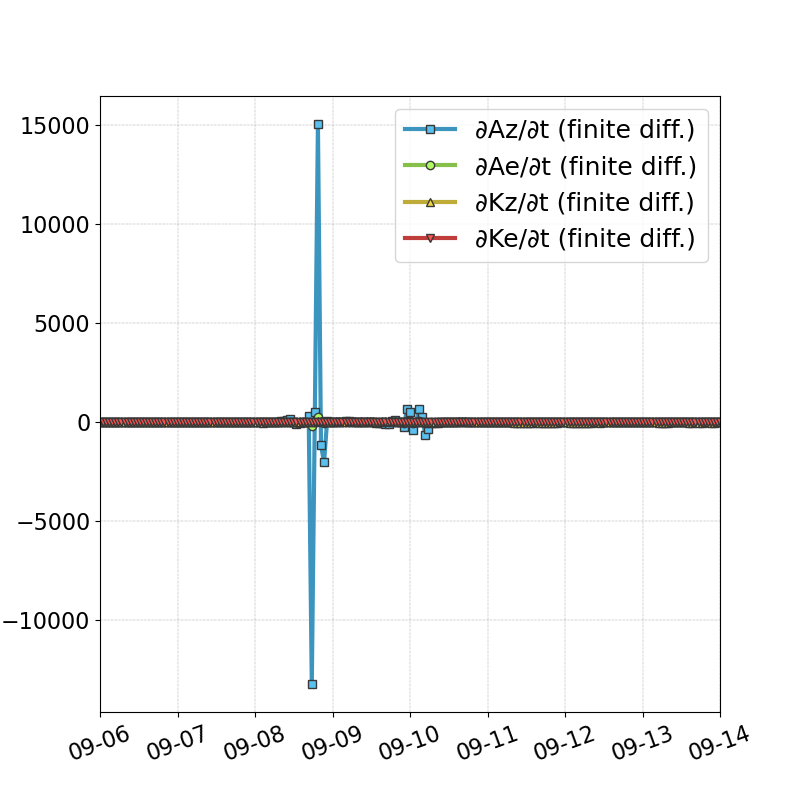 15000
10000
5000
0
−5000
−10000
∂Az/∂t (finite diff.)
∂Ae/∂t (finite diff.)
∂Kz/∂t (finite diff.)
∂Ke/∂t (finite diff.)
09-06 09-07 09-08 09-09 09-10 09-11 09-12 09-13 09-14